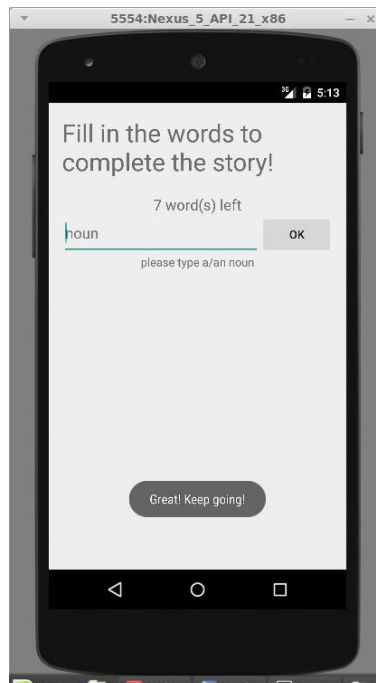 5554:Nexus_5_API_21_x86
3G 5:13
Fill in the words to
complete the story!
7 word(s) left
noun OK
please type a/an noun
Great! Keep going!